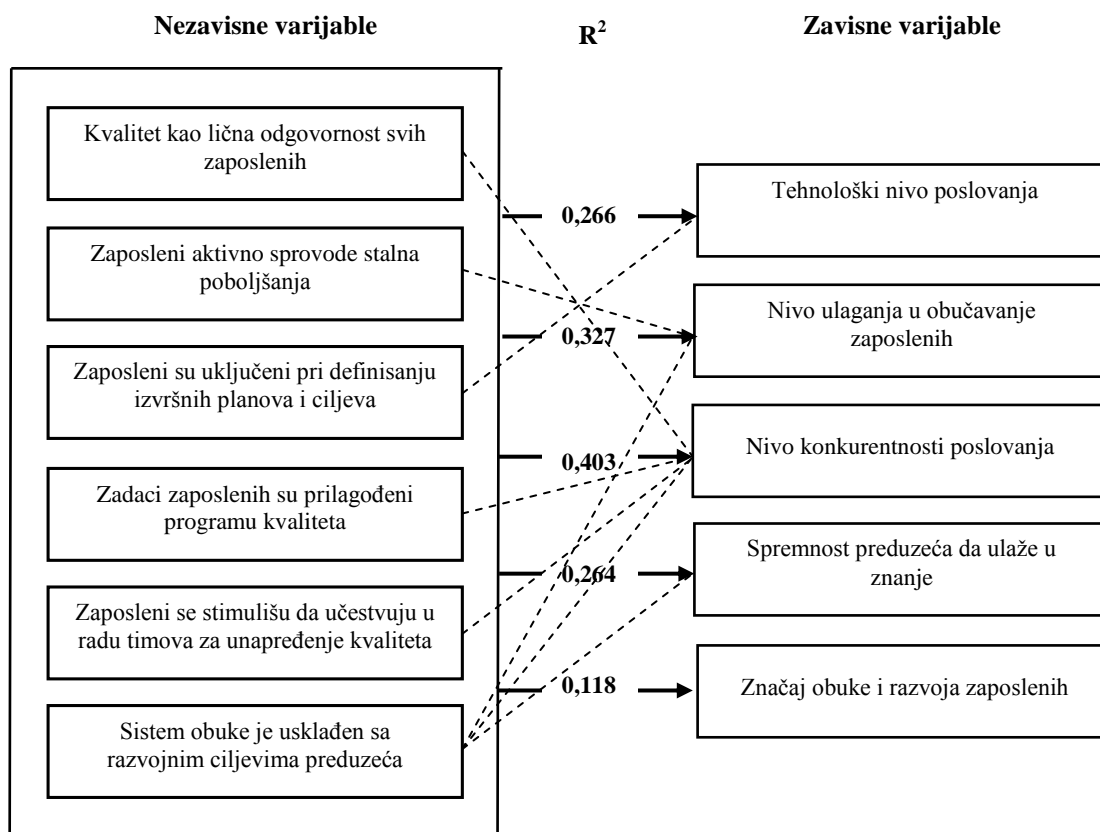 Nezavisne varijable
R²
Zavisne varijable
Kvalitet kao lična odgovornost svih
zaposlenih
Zaposleni aktivno sprovode stalna
poboljšanja
Zaposleni su uključeni pri definisanju
izvršnih planova i ciljeva
Zadaci zaposlenih su prilagođeni
programu kvaliteta
Zaposleni se stimulišu da učestvuju u
radu timova za unapređenje kvaliteta
Sistem obuke je usklađen sa
razvojnim ciljevima preduzeća
0,266
0,327
0,403
0,264
0,118
Tehnološki nivo poslovanja
Nivo ulaganja u obučavanje
zaposlenih
Nivo konkurentnosti poslovanja
Spremnost preduzeća da ulaže u
znanje
Značaj obuke i razvoja zaposlenih